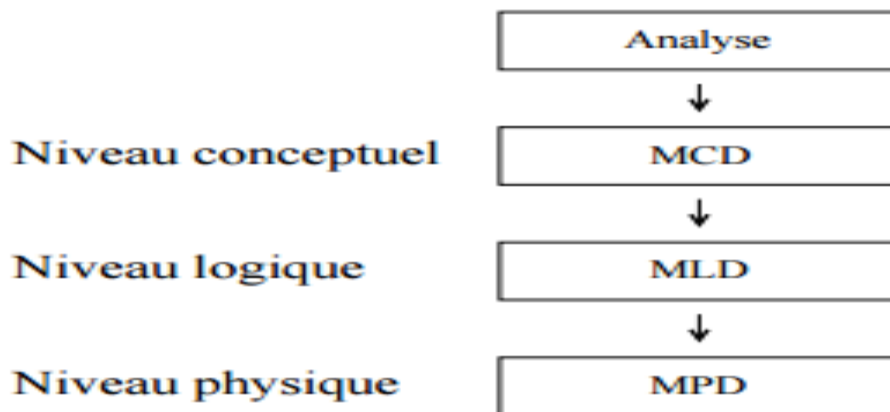 Analyse
↓
Niveau conceptuel MCD
↓
Niveau logique MLD
↓
Niveau physique MPD